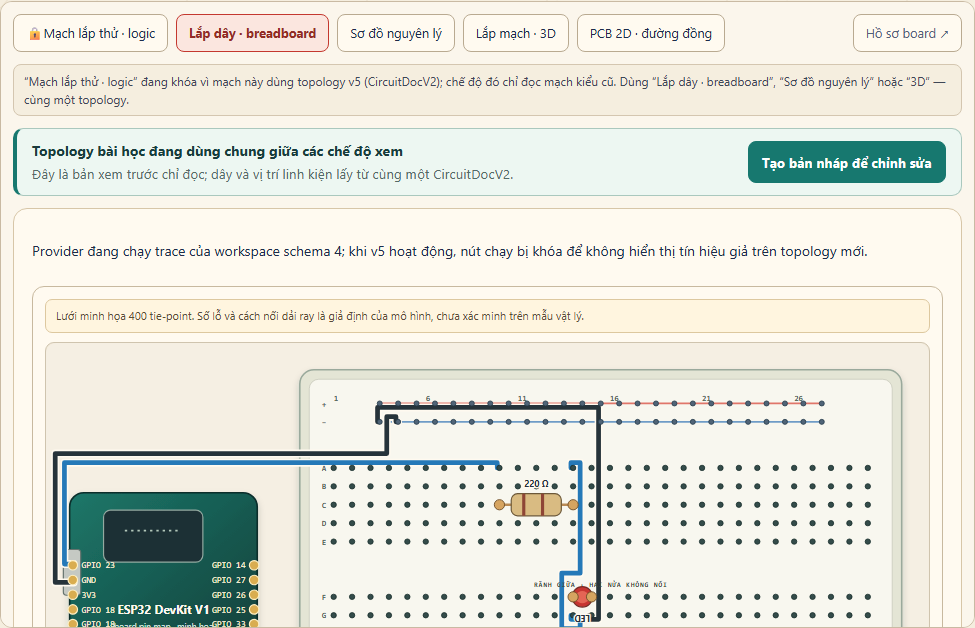 Mạch lắp thử · logic
Lắp dây · breadboard
Sơ đồ nguyên lý
Lắp mạch · 3D
PCB 2D · đường đồng
Hồ sơ board ↗
“Mạch lắp thử · logic” đang khóa vì mạch này dùng topology v5 (CircuitDocV2); chế độ đó chỉ đọc mạch kiểu cũ. Dùng “Lắp dây · breadboard”, “Sơ đồ nguyên lý” hoặc “3D” —
cùng một topology.
Topology bài học đang dùng chung giữa các chế độ xem
Đây là bản xem trước chỉ đọc; dây và vị trí linh kiện lấy từ cùng một CircuitDocV2.
Tạo bản nháp để chỉnh sửa
Provider đang chạy trace của workspace schema 4; khi v5 hoạt động, nút chạy bị khóa để không hiển thị tín hiệu giả trên topology mới.
Lưới minh họa 400 tie-point. Số lỗ và cách nối dải ray là giả định của mô hình, chưa xác minh trên mẫu vật lý.
1 6 11 16 21 26
+
−
A
B
220 Ω
C
D
E
GPIO 23 GPIO 14
GND GPIO 27
3V3 GPIO 26
GPIO 18 ESP32 DevKit V1 GPIO 25
GPIO 33
RÃNH GIỮA · HAI NỬA KHÔNG NỐI
F
LED1
G